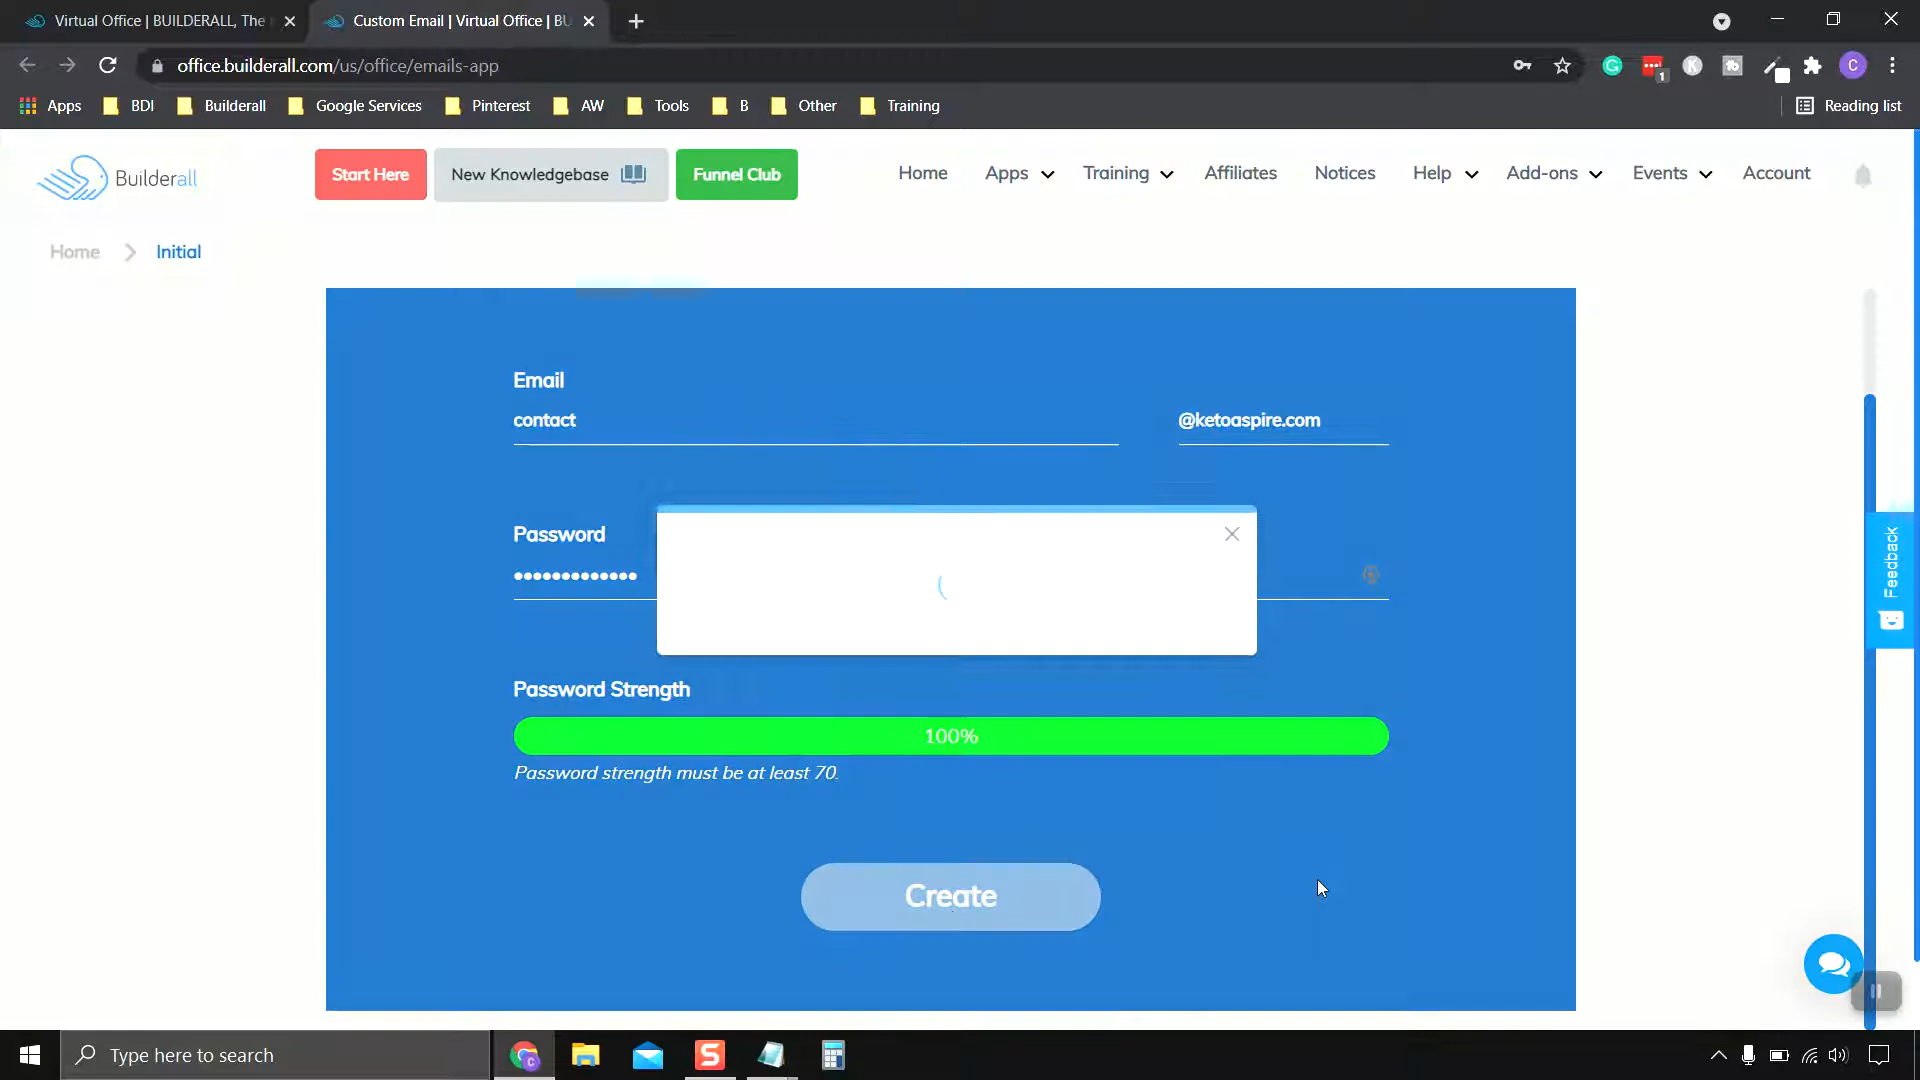 Virtual Office | BUILDERALL, The
Custom Email | Virtual Office | BU
office.builderall.com/us/office/emails-app
1
C
Apps
BDI
Builderall
Google Services
Pinterest
AW
Tools
B
Other
Training
Reading list
Builderall
Start Here
New Knowledgebase
Funnel Club
Home
Apps
Training
Affiliates
Notices
Help
Add-ons
Events
Account
Home
Initial
Email
contact
@ketoaspire.com
Password
Feedback
Password Strength
100%
Password strength must be at least 70.
Create
Type here to search